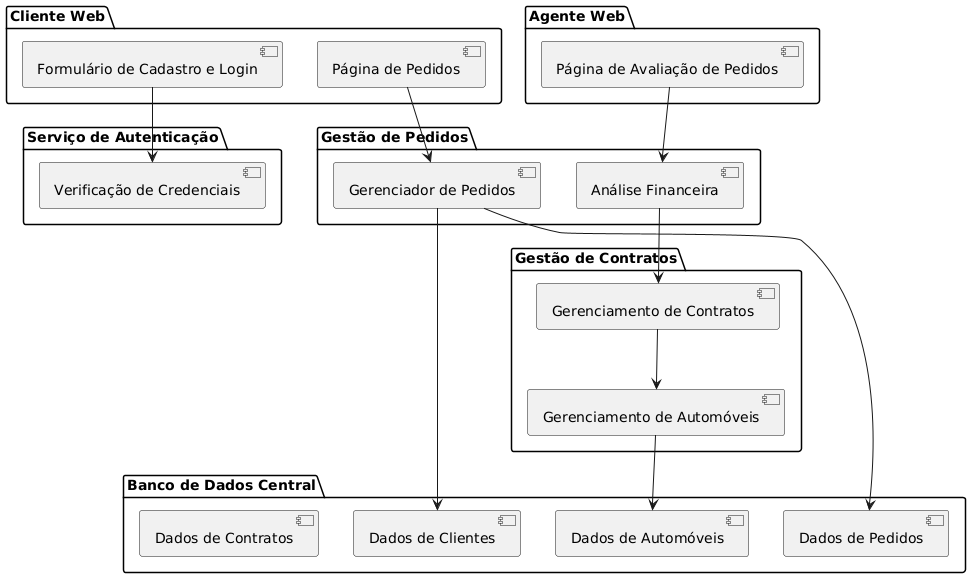 Cliente Web
Agente Web
Formulário de Cadastro e Login
Página de Pedidos
Página de Avaliação de Pedidos
Serviço de Autenticação
Gestão de Pedidos
Verificação de Credenciais
Gerenciador de Pedidos
Análise Financeira
Gestão de Contratos
Gerenciamento de Contratos
Gerenciamento de Automóveis
Banco de Dados Central
Dados de Contratos
Dados de Clientes
Dados de Automóveis
Dados de Pedidos